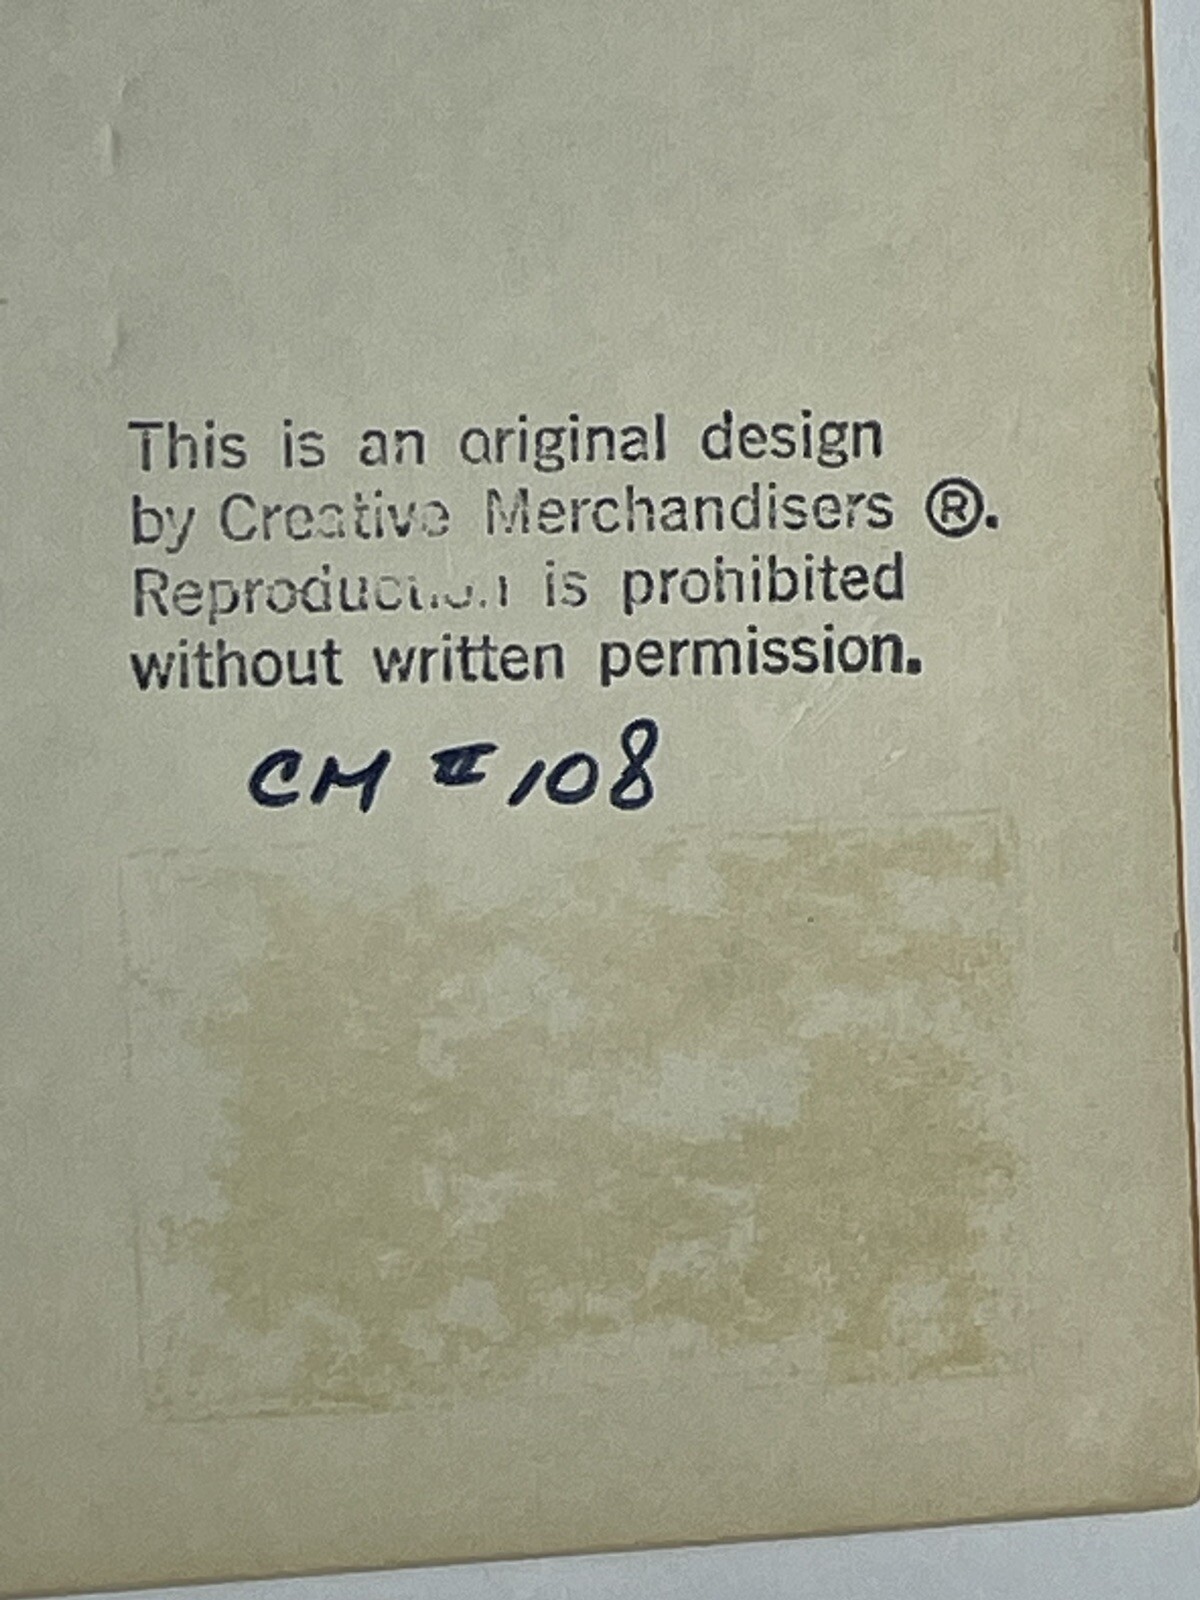 This is an original design
by Creative Merchandisers ®.
Reproduction is prohibited
without written permission.
CM # 108